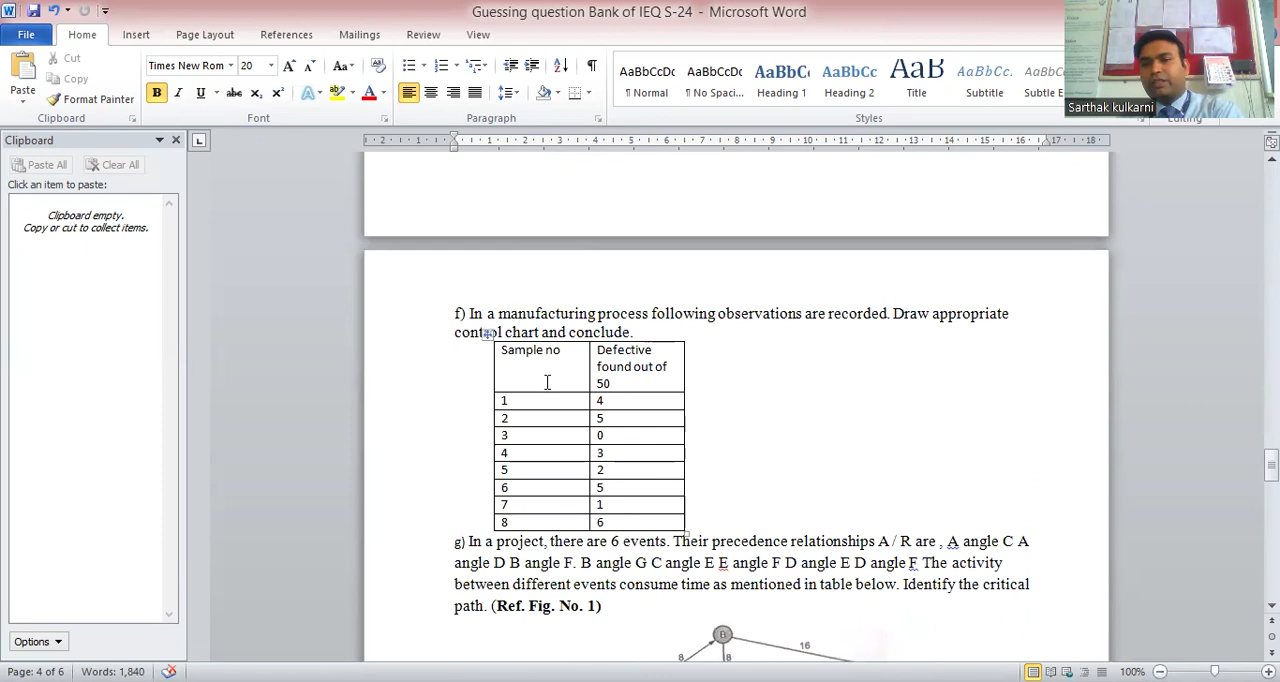 Guessing question Bank of IEQ S-24 - Microsoft Word
File Home Insert Page Layout References Mailings Review View
Paste
Cut
Copy
Format Painter
Clipboard
Times New Rom 20
Font
Paragraph
AaBbCcDc AaBbCcDc AaBbC AaBbCc AaB AaBbCc. AaBbCc
¶ Normal ¶ No Spaci... Heading 1 Heading 2 Title Subtitle Subtle E
Styles
Editing
Sarthak kulkarni
Clipboard
Paste All Clear All
Click an item to paste:
Clipboard empty.
Copy or cut to collect items.
Options
f) In a manufacturing process following observations are recorded. Draw appropriate
control chart and conclude.
Sample no Defective
found out of
50
1 4
2 5
3 0
4 3
5 2
6 5
7 1
8 6
g) In a project, there are 6 events. Their precedence relationships A / R are , A angle C A
angle D B angle F. B angle G C angle E E angle F D angle E D angle F The activity
between different events consume time as mentioned in table below. Identify the critical
path. (Ref. Fig. No. 1)
B
8 8 16
Page: 4 of 6 Words: 1,840 100%